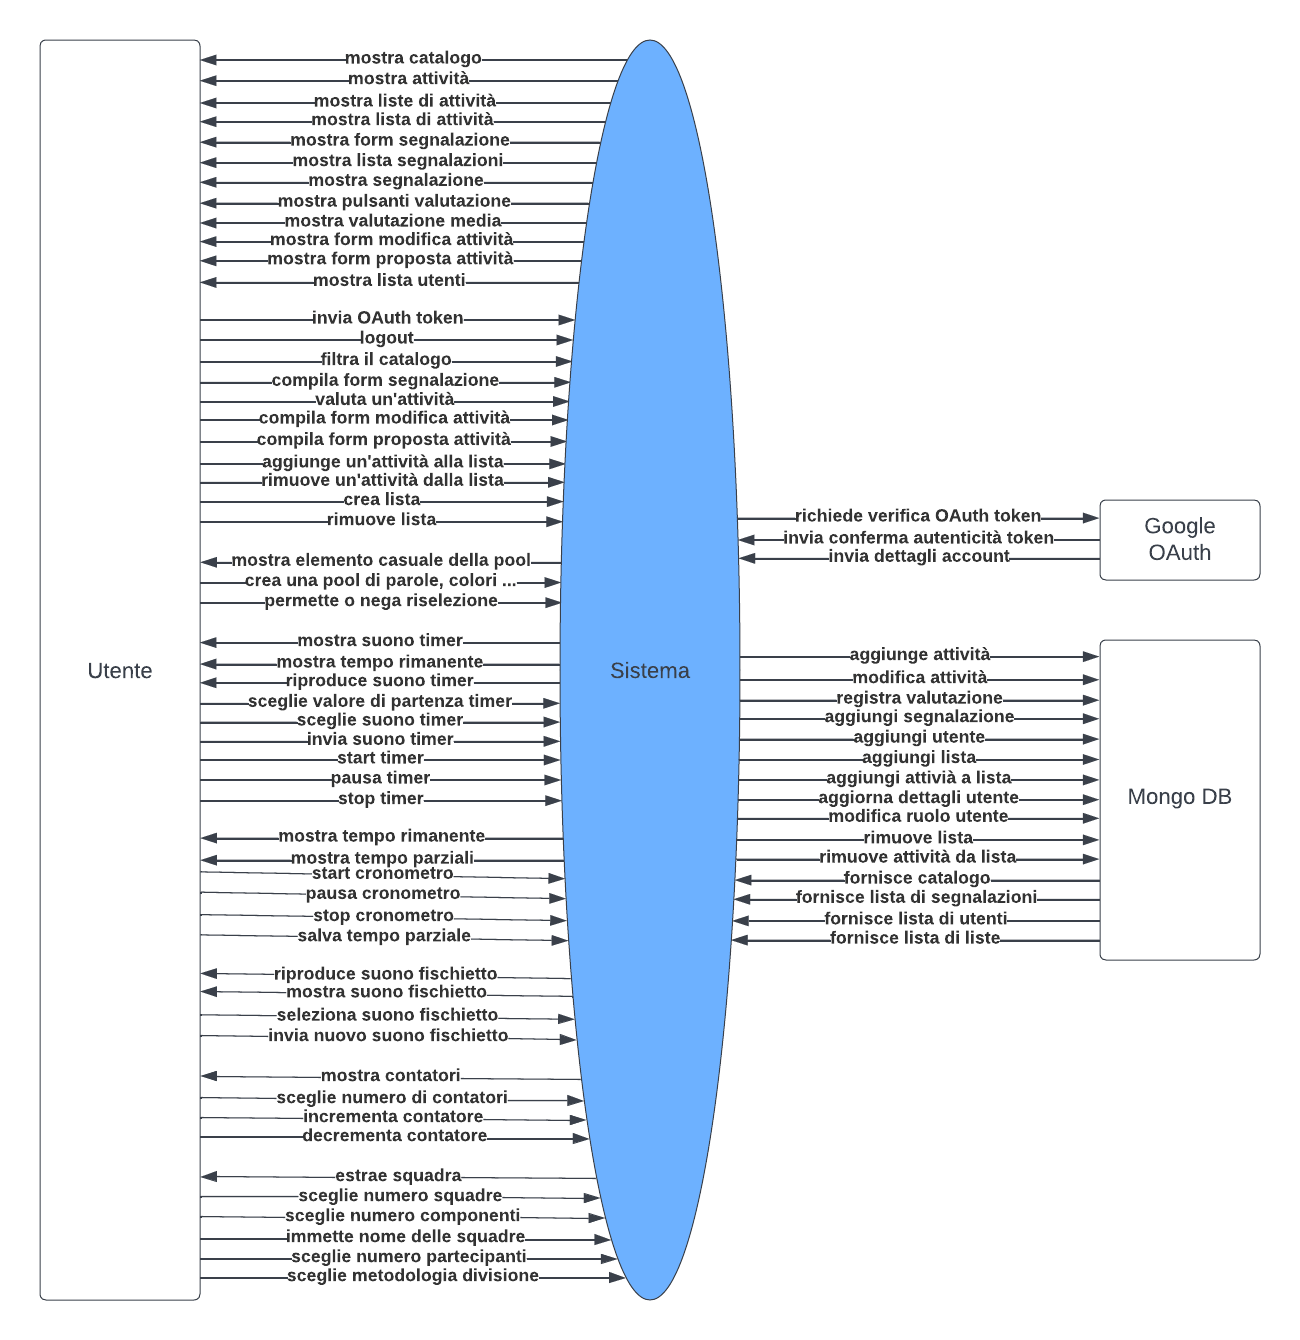 mostra catalogo
mostra attività
mostra liste di attività
mostra lista di attività
mostra form segnalazione
mostra lista segnalazioni
mostra segnalazione
mostra pulsanti valutazione
mostra valutazione media
mostra form modifica attività
mostra form proposta attività
mostra lista utenti
invia OAuth token
logout
filtra il catalogo
compila form segnalazione
valuta un'attività
compila form modifica attività
compila form proposta attività
aggiunge un'attività alla lista
rimuove un'attività dalla lista
crea lista
rimuove lista
mostra elemento casuale della pool
crea una pool di parole, colori ...
permette o nega riselezione
mostra suono timer
mostra tempo rimanente
riproduce suono timer
sceglie valore di partenza timer
sceglie suono timer
invia suono timer
start timer
pausa timer
stop timer
mostra tempo rimanente
mostra tempo parziali
start cronometro
pausa cronometro
stop cronometro
salva tempo parziale
riproduce suono fischietto
mostra suono fischietto
seleziona suono fischietto
invia nuovo suono fischietto
mostra contatori
sceglie numero di contatori
incrementa contatore
decrementa contatore
estrae squadra
sceglie numero squadre
sceglie numero componenti
immette nome delle squadre
sceglie numero partecipanti
sceglie metodologia divisione
Utente
Sistema
richiede verifica OAuth token
invia conferma autenticità token
invia dettagli account
Google
OAuth
aggiunge attività
modifica attività
registra valutazione
aggiungi segnalazione
aggiungi utente
aggiungi lista
aggiungi attivià a lista
aggiorna dettagli utente
modifica ruolo utente
rimuove lista
rimuove attività da lista
fornisce catalogo
fornisce lista di segnalazioni
fornisce lista di utenti
fornisce lista di liste
Mongo DB